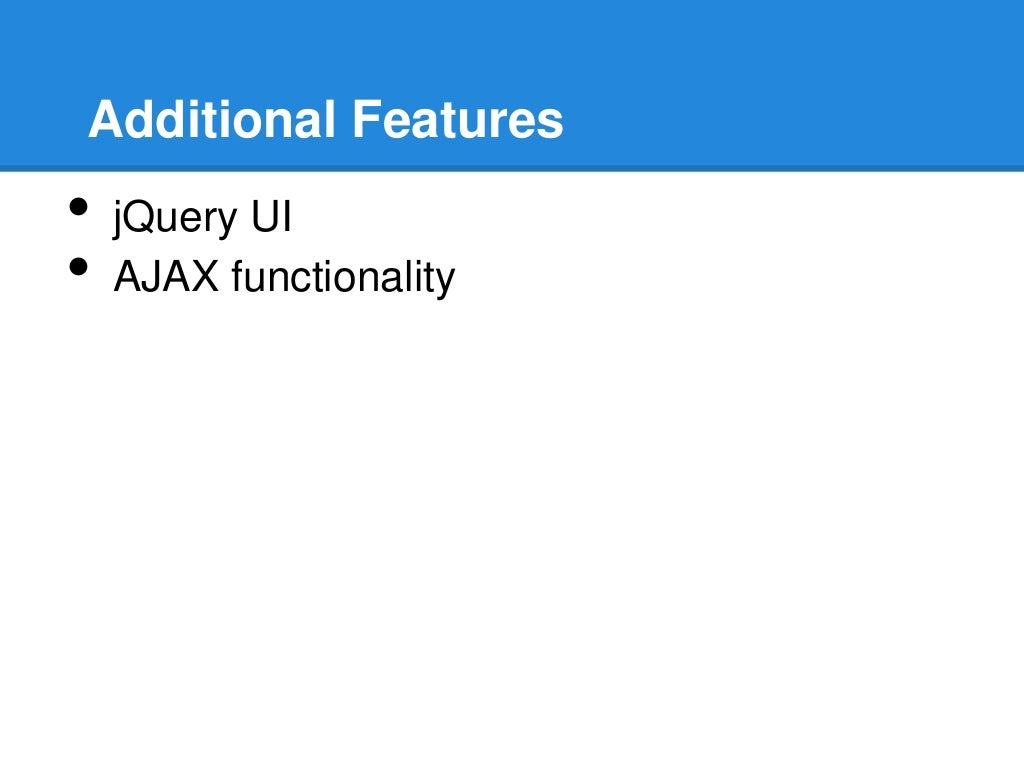 Additional Features
• jQuery UI
• AJAX functionality